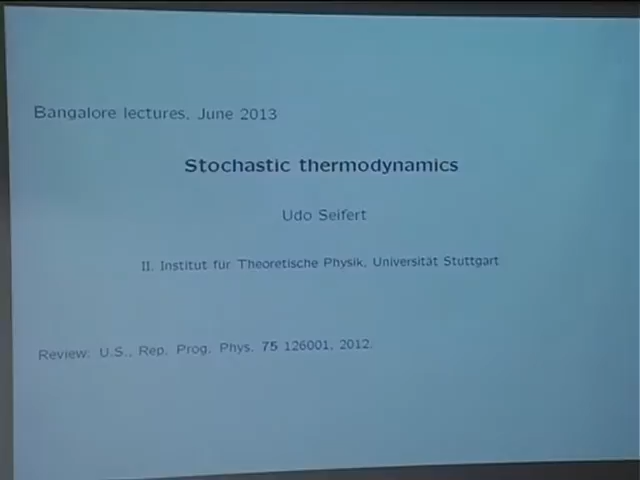 Bangalore lectures, June 2013
Stochastic thermodynamics
Udo Seifert
II. Institut für Theoretische Physik, Universität Stuttgart
Review: U.S., Rep. Prog. Phys. 75 126001, 2012.